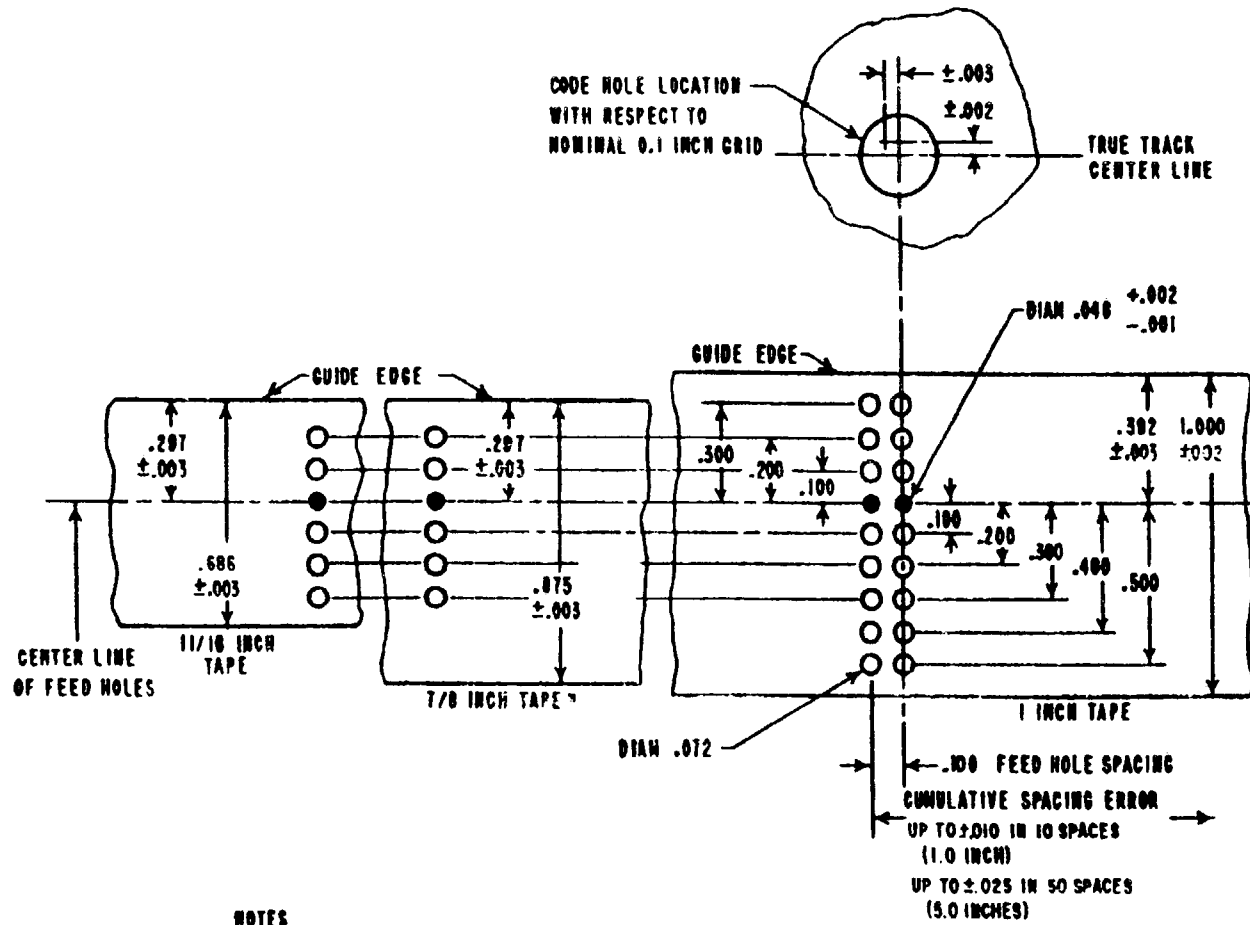 CODE HOLE LOCATION
WITH RESPECT TO
NOMINAL 0.1 INCH GRID
±.003
±.002
TRUE TRACK
CENTER LINE
DIAM .046 +.002
-.001
GUIDE EDGE
GUIDE EDGE
.297
±.003
.297
±.003
.300
.200
.100
.392
±.003
1.000
±.002
.100
.200
.300
.400
.500
.686
±.003
.875
±.003
CENTER LINE
OF FEED HOLES
11/16 INCH
TAPE
7/8 INCH TAPE
1 INCH TAPE
DIAM .072
.100 FEED HOLE SPACING
CUMULATIVE SPACING ERROR
UP TO ±.010 IN 10 SPACES
(1.0 INCH)
UP TO ±.025 IN 50 SPACES
(5.0 INCHES)
NOTES